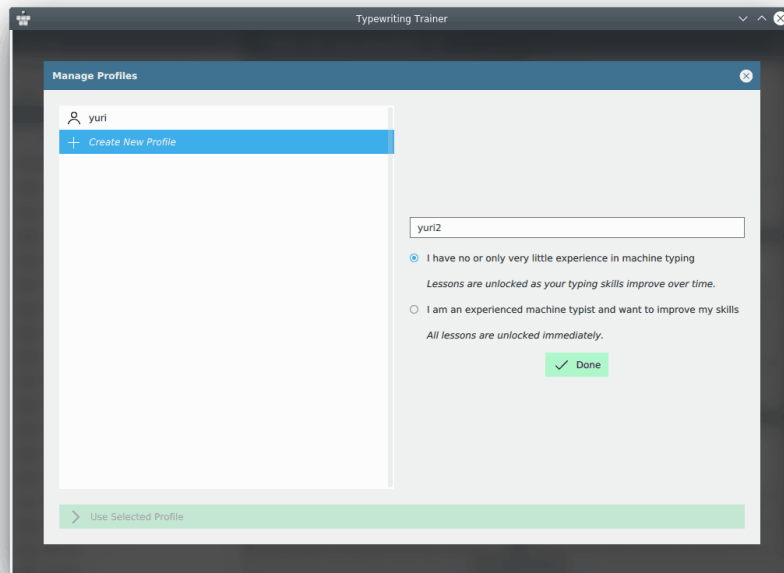 Typewriting Trainer
Manage Profiles
yuri
Create New Profile
yuri2
I have no or only very little experience in machine typing
Lessons are unlocked as your typing skills improve over time.
I am an experienced machine typist and want to improve my skills
All lessons are unlocked immediately.
Done
Use Selected Profile